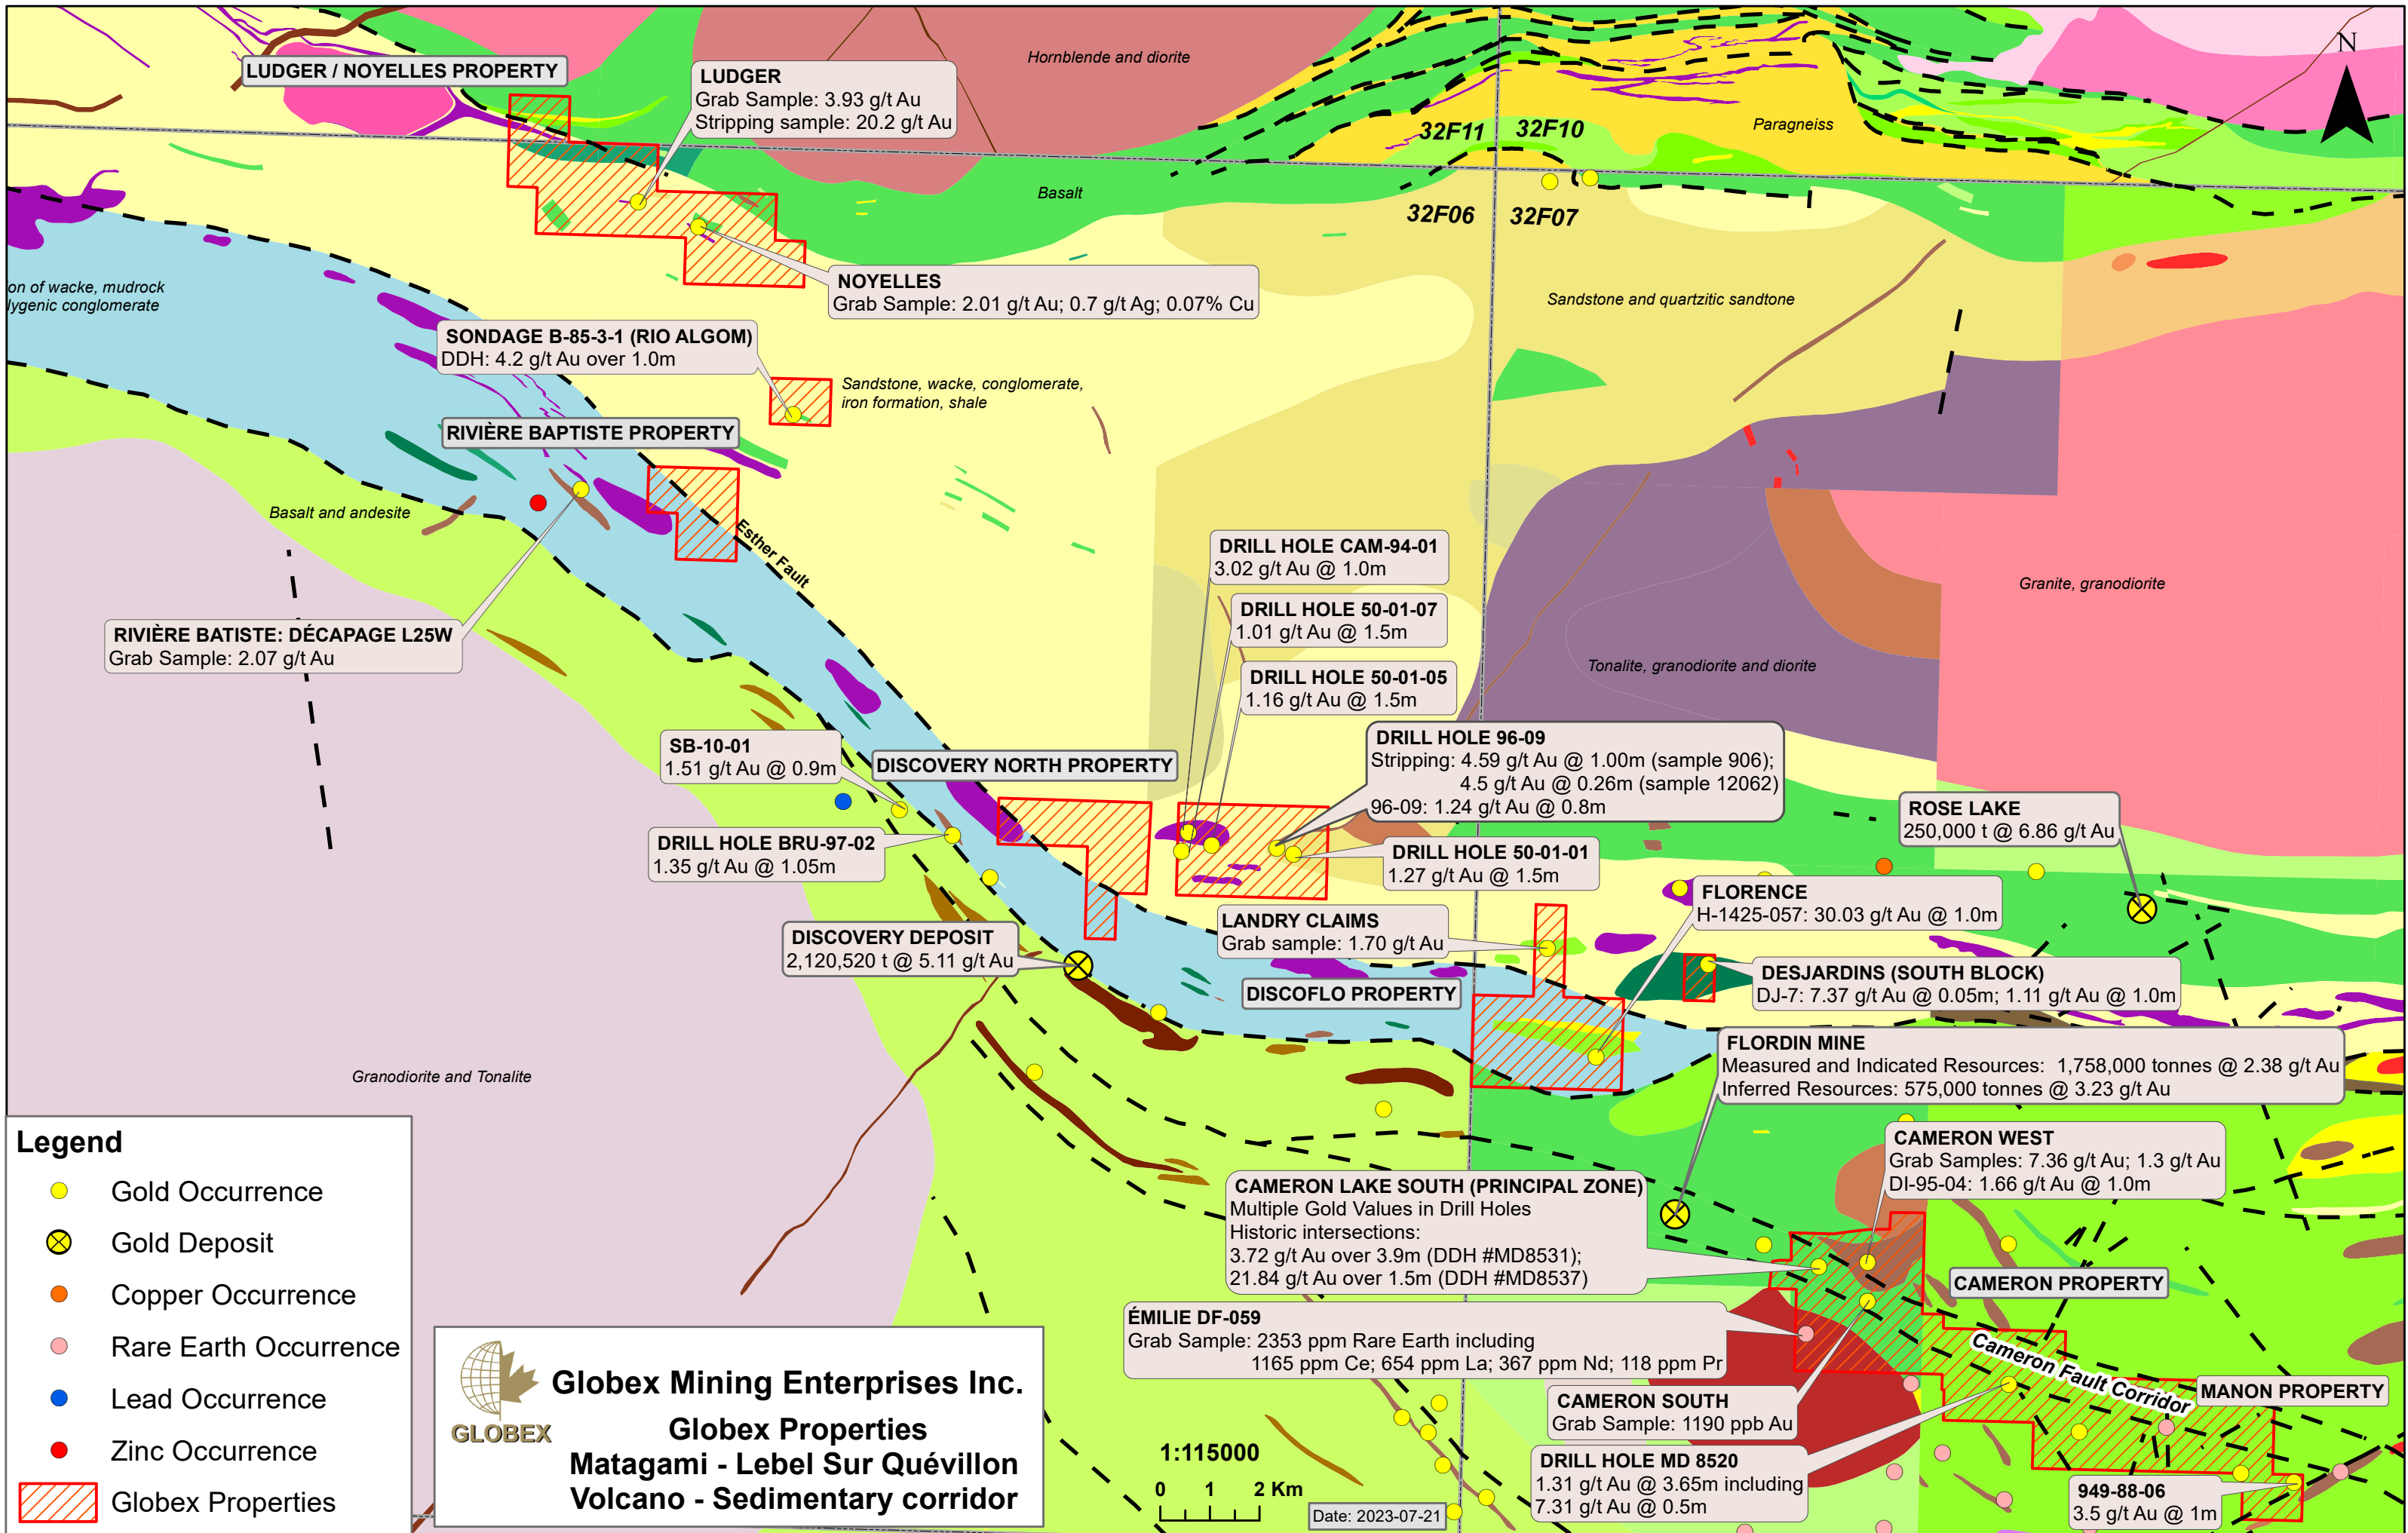 Hornblende and diorite
N
LUDGER / NOYELLES PROPERTY
LUDGER
Grab Sample: 3.93 g/t Au
Stripping sample: 20.2 g/t Au
32F11
32F10
Paragneiss
Basalt
32F06
32F07
on of wacke, mudrock
lygenic conglomerate
NOYELLES
Grab Sample: 2.01 g/t Au; 0.7 g/t Ag; 0.07% Cu
Sandstone and quartzitic sandtone
SONDAGE B-85-3-1 (RIO ALGOM)
DDH: 4.2 g/t Au over 1.0m
Sandstone, wacke, conglomerate,
iron formation, shale
RIVIÈRE BAPTISTE PROPERTY
Basalt and andesite
Esther Fault
DRILL HOLE CAM-94-01
3.02 g/t Au @ 1.0m
Granite, granodiorite
DRILL HOLE 50-01-07
1.01 g/t Au @ 1.5m
RIVIÈRE BATISTE: DÉCAPAGE L25W
Grab Sample: 2.07 g/t Au
Tonalite, granodiorite and diorite
DRILL HOLE 50-01-05
1.16 g/t Au @ 1.5m
SB-10-01
1.51 g/t Au @ 0.9m
DISCOVERY NORTH PROPERTY
DRILL HOLE 96-09
Stripping: 4.59 g/t Au @ 1.00m (sample 906);
4.5 g/t Au @ 0.26m (sample 12062)
96-09: 1.24 g/t Au @ 0.8m
ROSE LAKE
250,000 t @ 6.86 g/t Au
DRILL HOLE BRU-97-02
1.35 g/t Au @ 1.05m
DRILL HOLE 50-01-01
1.27 g/t Au @ 1.5m
FLORENCE
H-1425-057: 30.03 g/t Au @ 1.0m
LANDRY CLAIMS
Grab sample: 1.70 g/t Au
DISCOVERY DEPOSIT
2,120,520 t @ 5.11 g/t Au
DESJARDINS (SOUTH BLOCK)
DJ-7: 7.37 g/t Au @ 0.05m; 1.11 g/t Au @ 1.0m
DISCOFLO PROPERTY
FLORDIN MINE
Measured and Indicated Resources: 1,758,000 tonnes @ 2.38 g/t Au
Inferred Resources: 575,000 tonnes @ 3.23 g/t Au
Granodiorite and Tonalite
CAMERON WEST
Grab Samples: 7.36 g/t Au; 1.3 g/t Au
DI-95-04: 1.66 g/t Au @ 1.0m
CAMERON LAKE SOUTH (PRINCIPAL ZONE)
Multiple Gold Values in Drill Holes
Historic intersections:
3.72 g/t Au over 3.9m (DDH #MD8531);
21.84 g/t Au over 1.5m (DDH #MD8537)
CAMERON PROPERTY
ÉMILIE DF-059
Grab Sample: 2353 ppm Rare Earth including
1165 ppm Ce; 654 ppm La; 367 ppm Nd; 118 ppm Pr
Cameron Fault Corridor
MANON PROPERTY
CAMERON SOUTH
Grab Sample: 1190 ppb Au
DRILL HOLE MD 8520
1.31 g/t Au @ 3.65m including
7.31 g/t Au @ 0.5m
949-88-06
3.5 g/t Au @ 1m
Legend
Gold Occurrence
Gold Deposit
Copper Occurrence
Rare Earth Occurrence
Lead Occurrence
Zinc Occurrence
Globex Properties
GLOBEX
Globex Mining Enterprises Inc.
Globex Properties
Matagami - Lebel Sur Quévillon
Volcano - Sedimentary corridor
1:115000
0 1 2 Km
Date: 2023-07-21